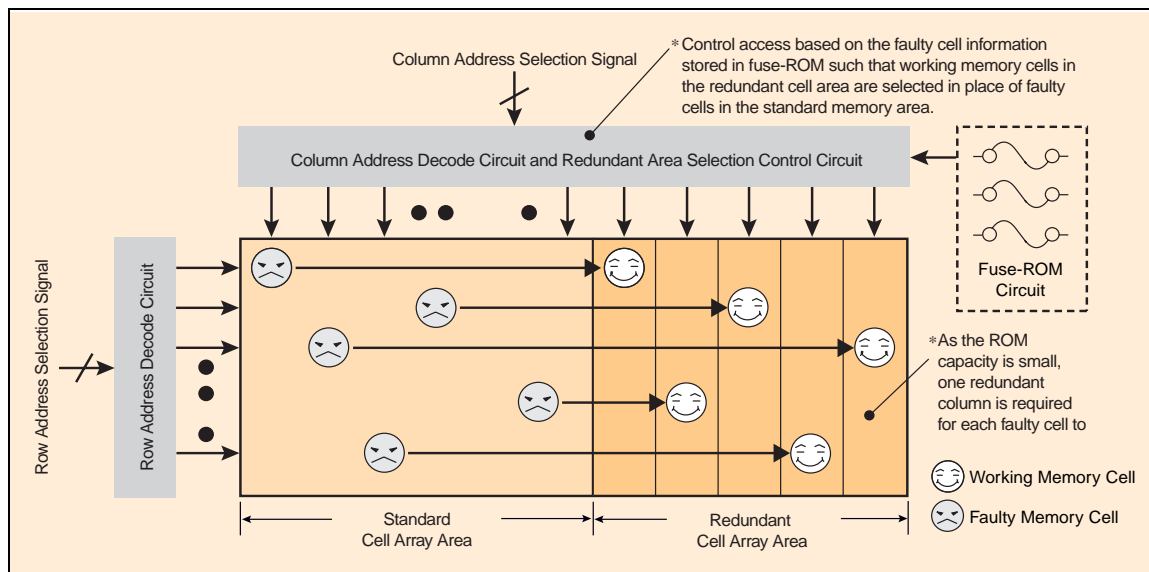 Column Address Selection Signal
*Control access based on the faulty cell information
stored in fuse-ROM such that working memory cells in
the redundant cell area are selected in place of faulty
cells in the standard memory area.
Column Address Decode Circuit and Redundant Area Selection Control Circuit
Fuse-ROM
Circuit
Row Address Selection Signal
Row Address Decode Circuit
*As the ROM
capacity is small,
one redundant
column is required
for each faulty cell to
Working Memory Cell
Faulty Memory Cell
Standard
Cell Array Area
Redundant
Cell Array Area